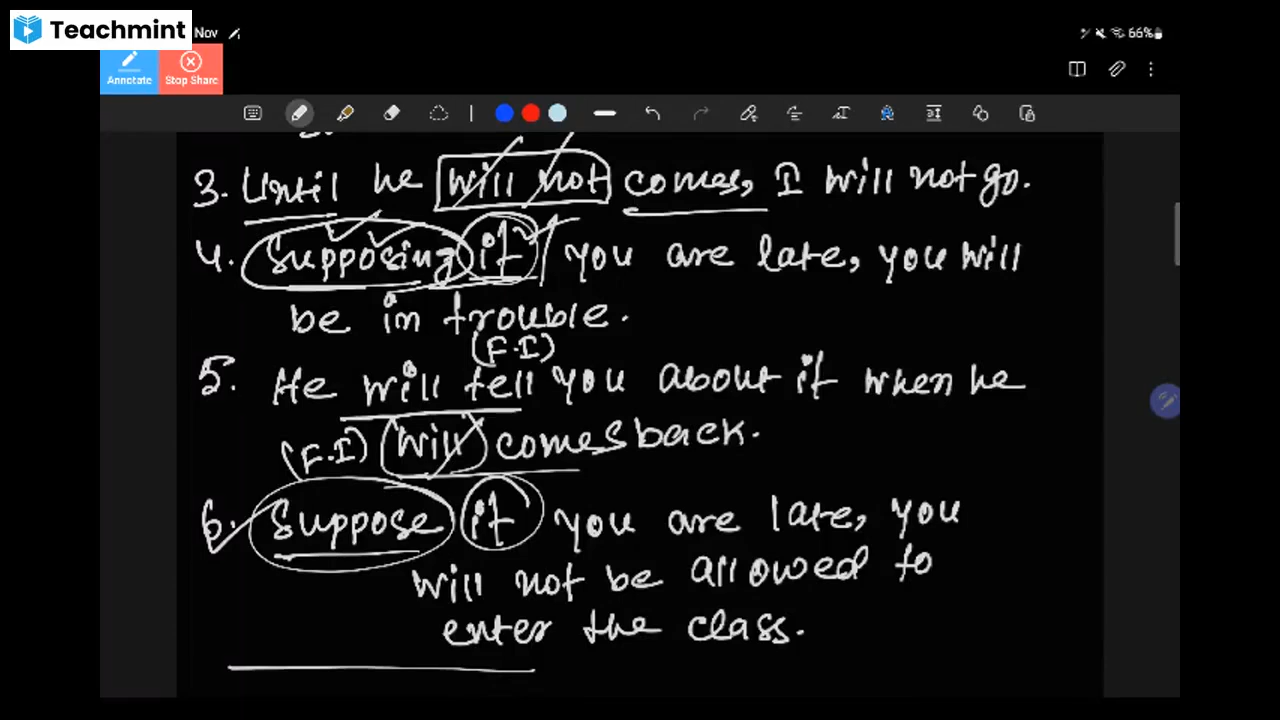 Teachmint
Nov
66%
Annotate
Stop Share
3. Until he will not comes, I will not go.
4. Supposing if you are late, you will
be in trouble.
(F.I)
5. He will tell you about it when he
(F.I) will comes back.
6. Suppose if you are late, you
will not be allowed to
enter the class.